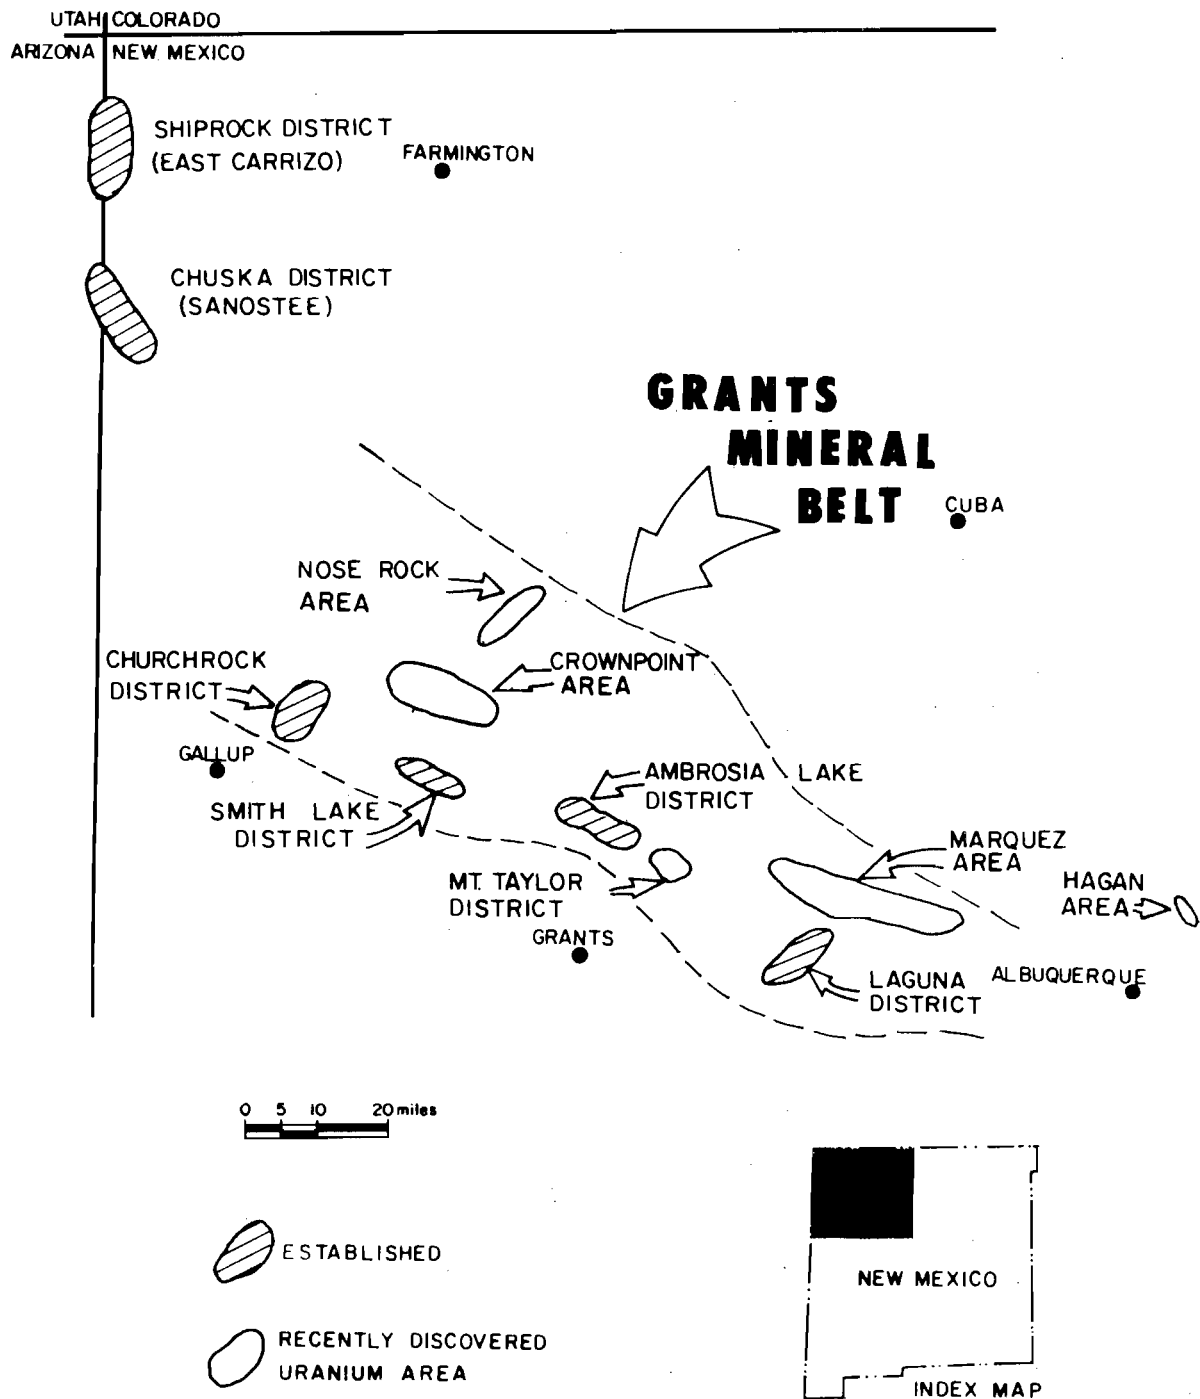 UTAH COLORADO
ARIZONA NEW MEXICO
SHIPROCK DISTRICT
(EAST CARRIZO)
FARMINGTON
CHUSKA DISTRICT
(SANOSTEE)
GRANTS
MINERAL
BELT
CUBA
NOSE ROCK
AREA
CHURCHROCK
DISTRICT
CROWNPOINT
AREA
GALLUP
SMITH LAKE
DISTRICT
AMBROSIA LAKE
DISTRICT
MT. TAYLOR
DISTRICT
GRANTS
MARQUEZ
AREA
HAGAN
AREA
LAGUNA
DISTRICT
ALBUQUERQUE
0 5 10 20 miles
ESTABLISHED
RECENTLY DISCOVERED
URANIUM AREA
NEW MEXICO
INDEX MAP